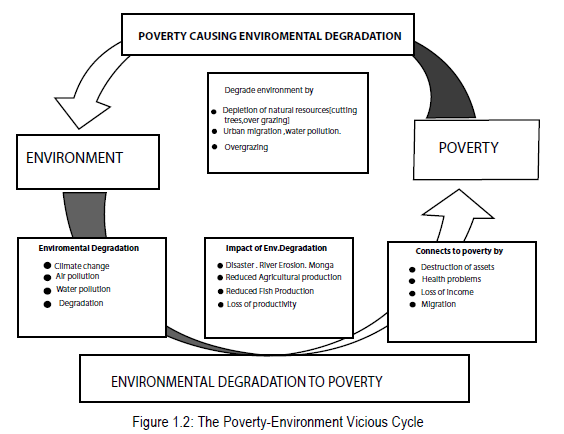 POVERTY CAUSING ENVIROMENTAL DEGRADATION
Degrade environment by
● Depletion of natural resources[cutting
trees,over grazing]
● Urban migration ,water pollution.
● Overgrazing
ENVIRONMENT
POVERTY
Enviromental Degradation
● Climate change
● Air pollution
● Water pollution
● Degradation
Impact of Env.Degradation
● Disaster . River Erosion. Monga
● Reduced Agricultural production
● Reduced Fish Production
● Loss of productivity
Connects to poverty by
● Destruction of assets
● Health problems
● Loss of Income
● Migration
ENVIRONMENTAL DEGRADATION TO POVERTY
Figure 1.2: The Poverty-Environment Vicious Cycle